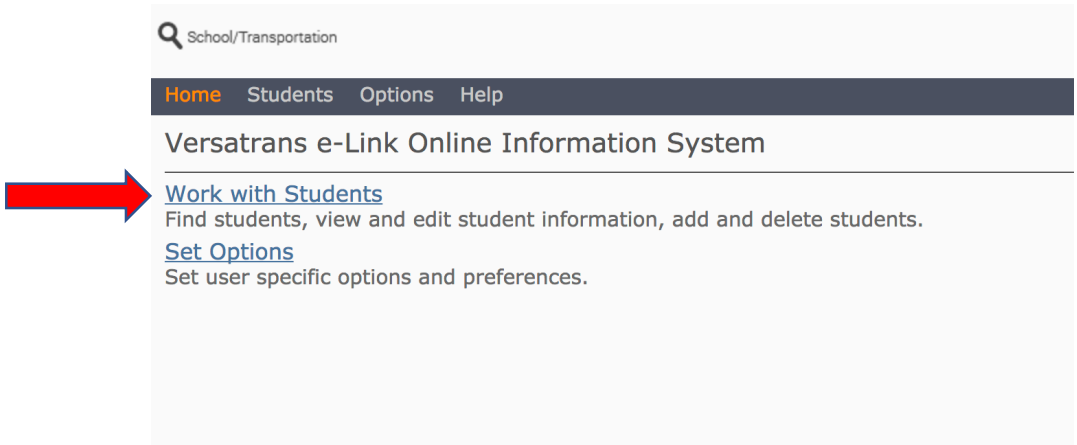 School/Transportation
Home Students Options Help
Versatrans e-Link Online Information System
Work with Students
Find students, view and edit student information, add and delete students.
Set Options
Set user specific options and preferences.